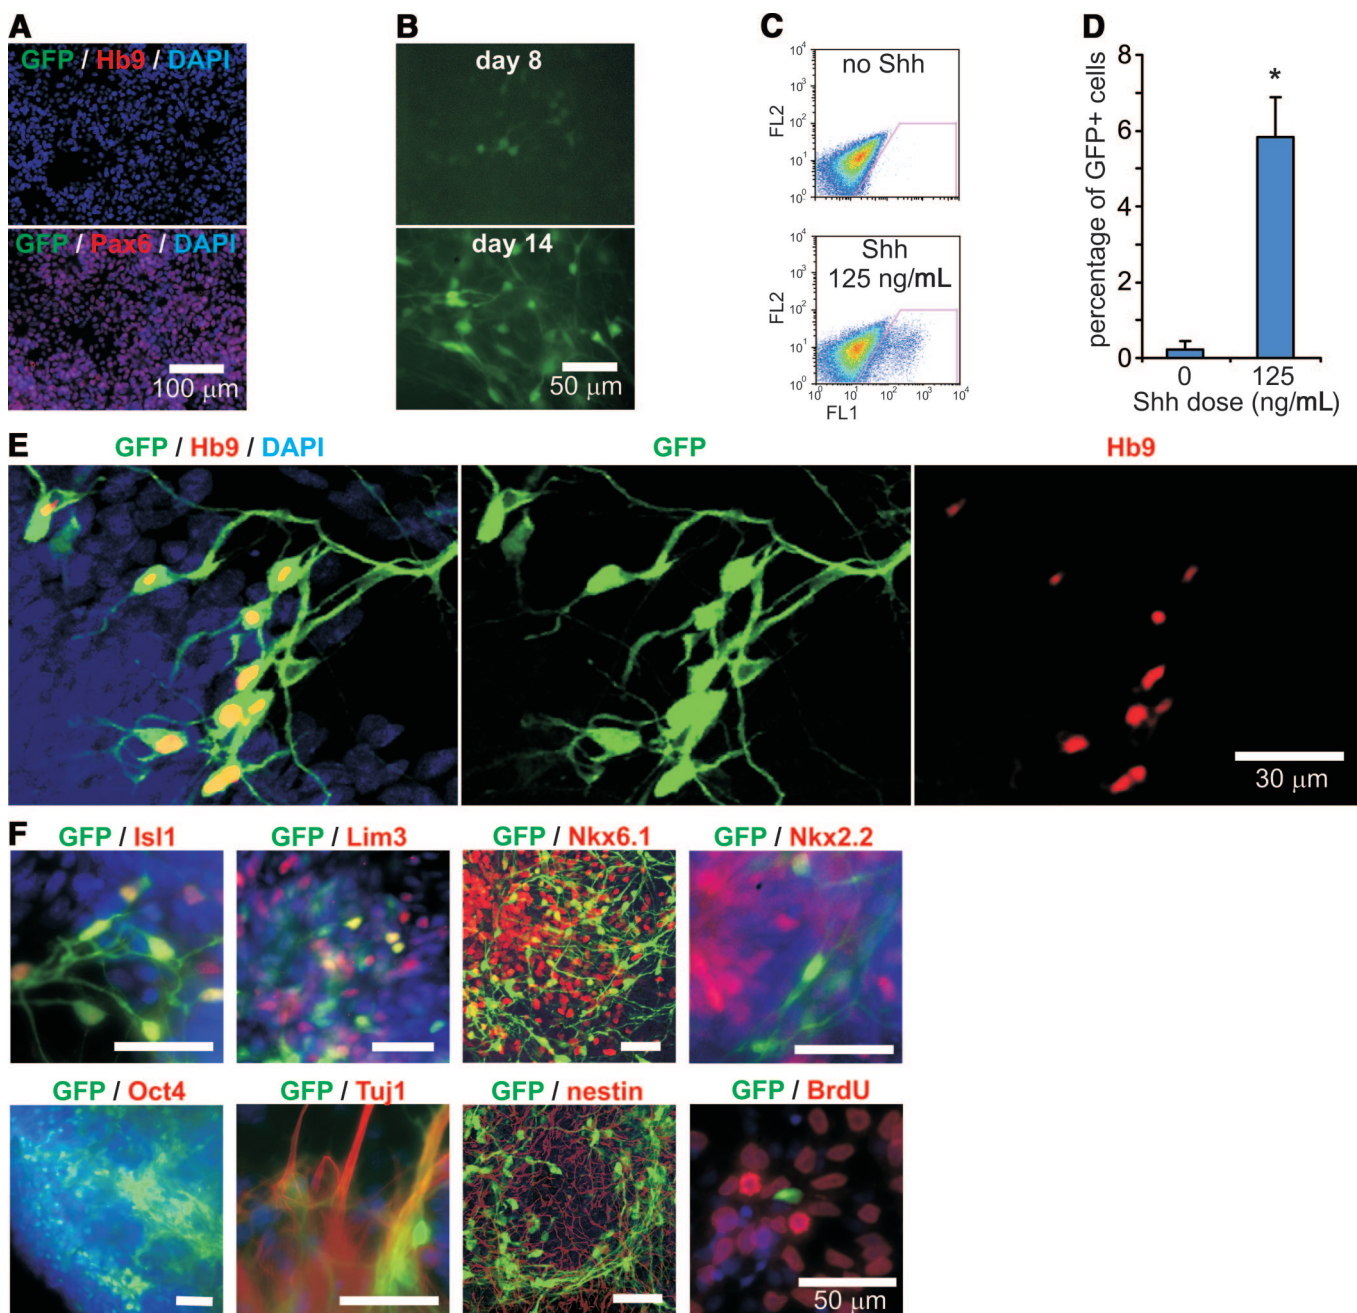 A
GFP / Hb9 / DAPI
GFP / Pax6 / DAPI
100 μm
B
day 8
day 14
50 μm
C
10⁴
10³
10²
10¹
10⁰
FL2
no Shh
10⁴
10³
10²
10¹
10⁰
FL2
Shh
125 ng/mL
10⁰ 10¹ 10² 10³ 10⁴
FL1
D
percentage of GFP+ cells
8
6
4
2
0
*
0 125
Shh dose (ng/mL)
E
GFP / Hb9 / DAPI
GFP
Hb9
30 μm
F
GFP / Isl1
GFP / Lim3
GFP / Nkx6.1
GFP / Nkx2.2
GFP / Oct4
GFP / Tuj1
GFP / nestin
GFP / BrdU
50 μm